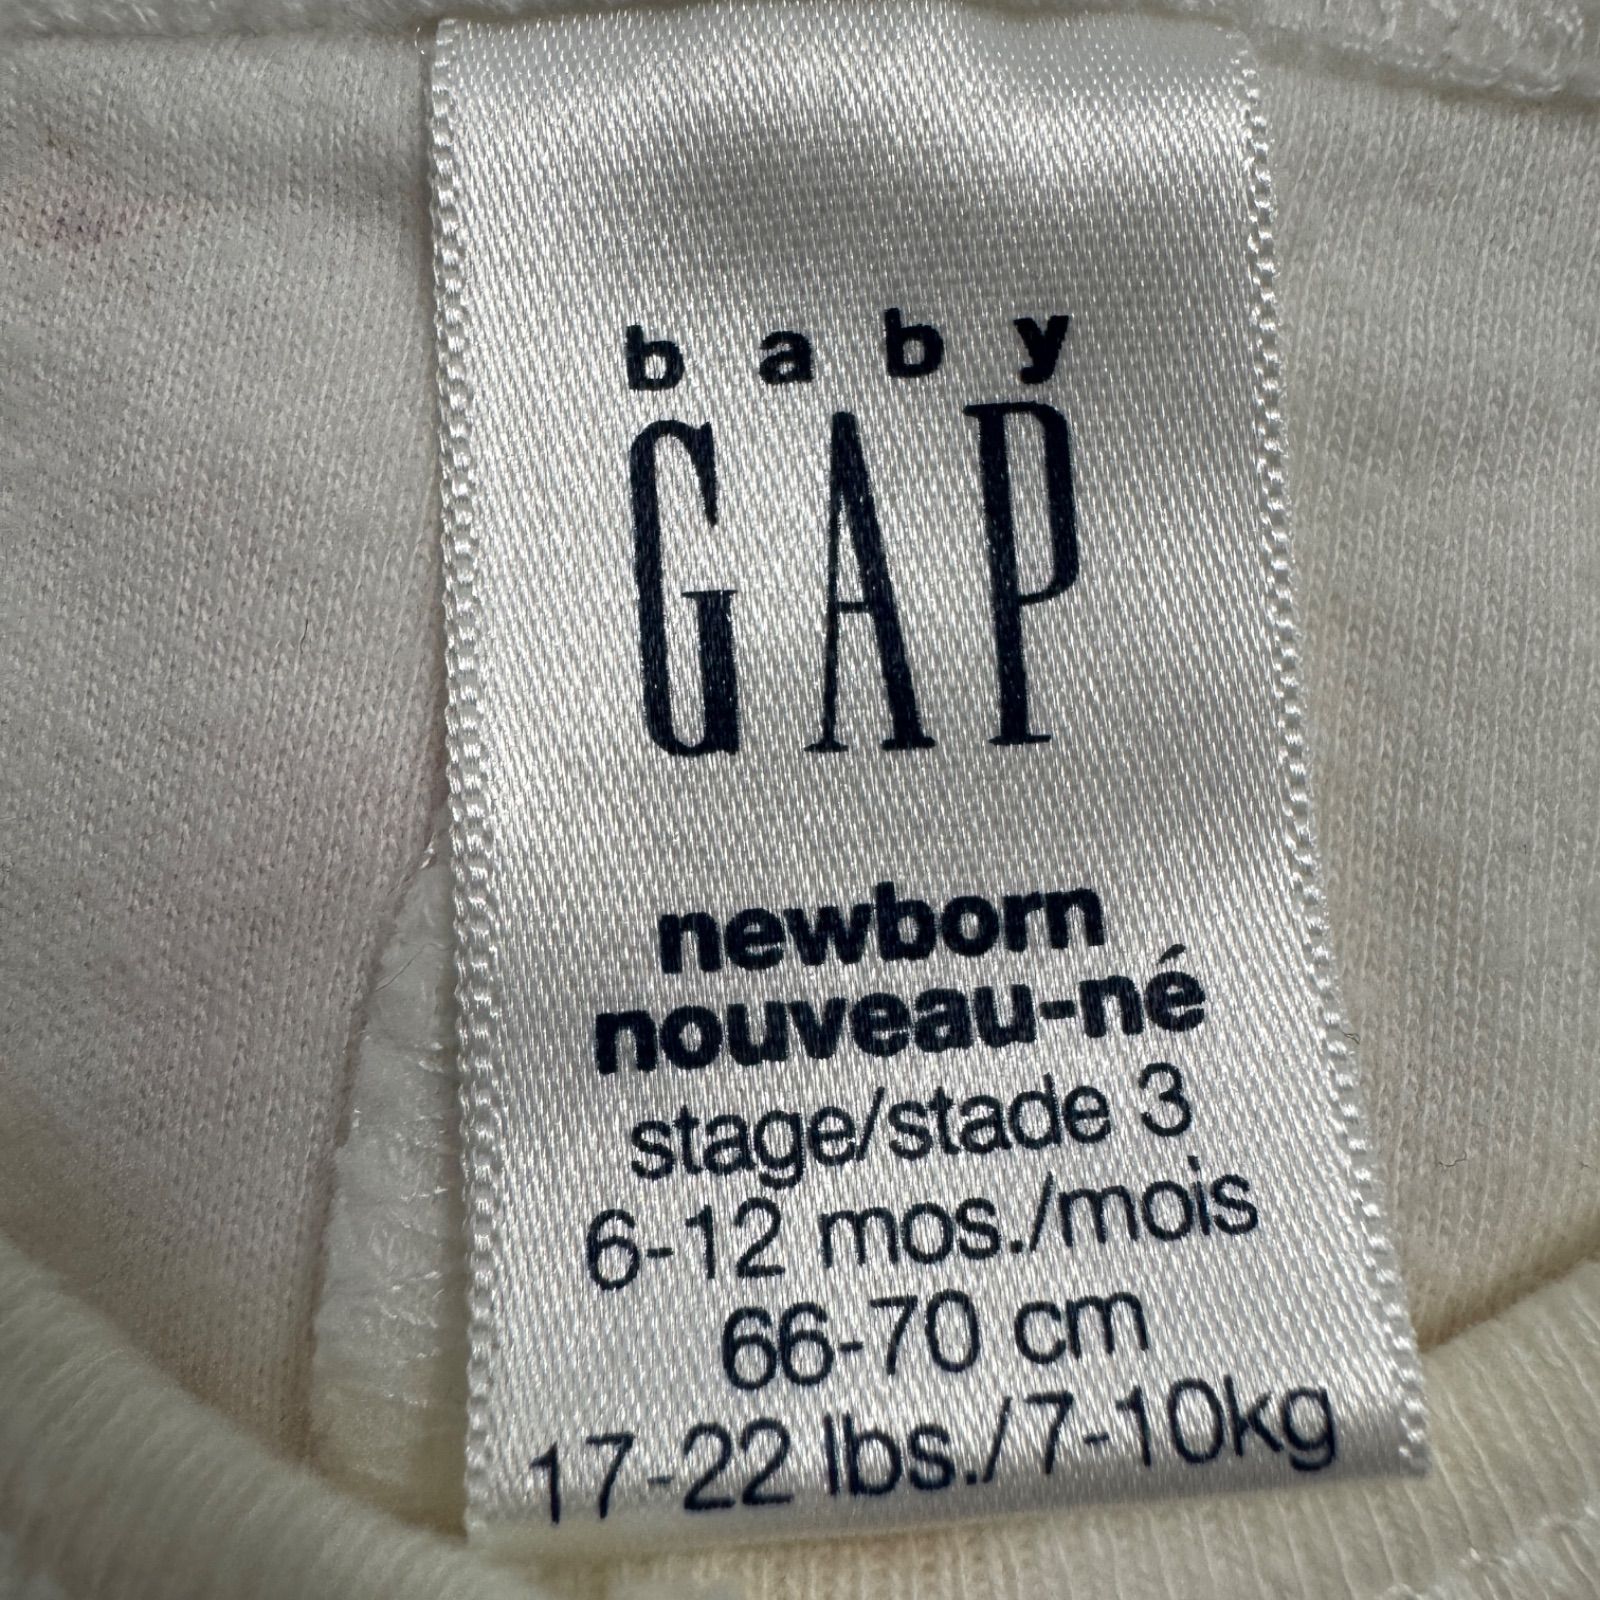 baby
GAP
newborn
nouveau-né
stage/stade 3
6-12 mos./mois
66-70 cm
17-22 lbs./7-10kg